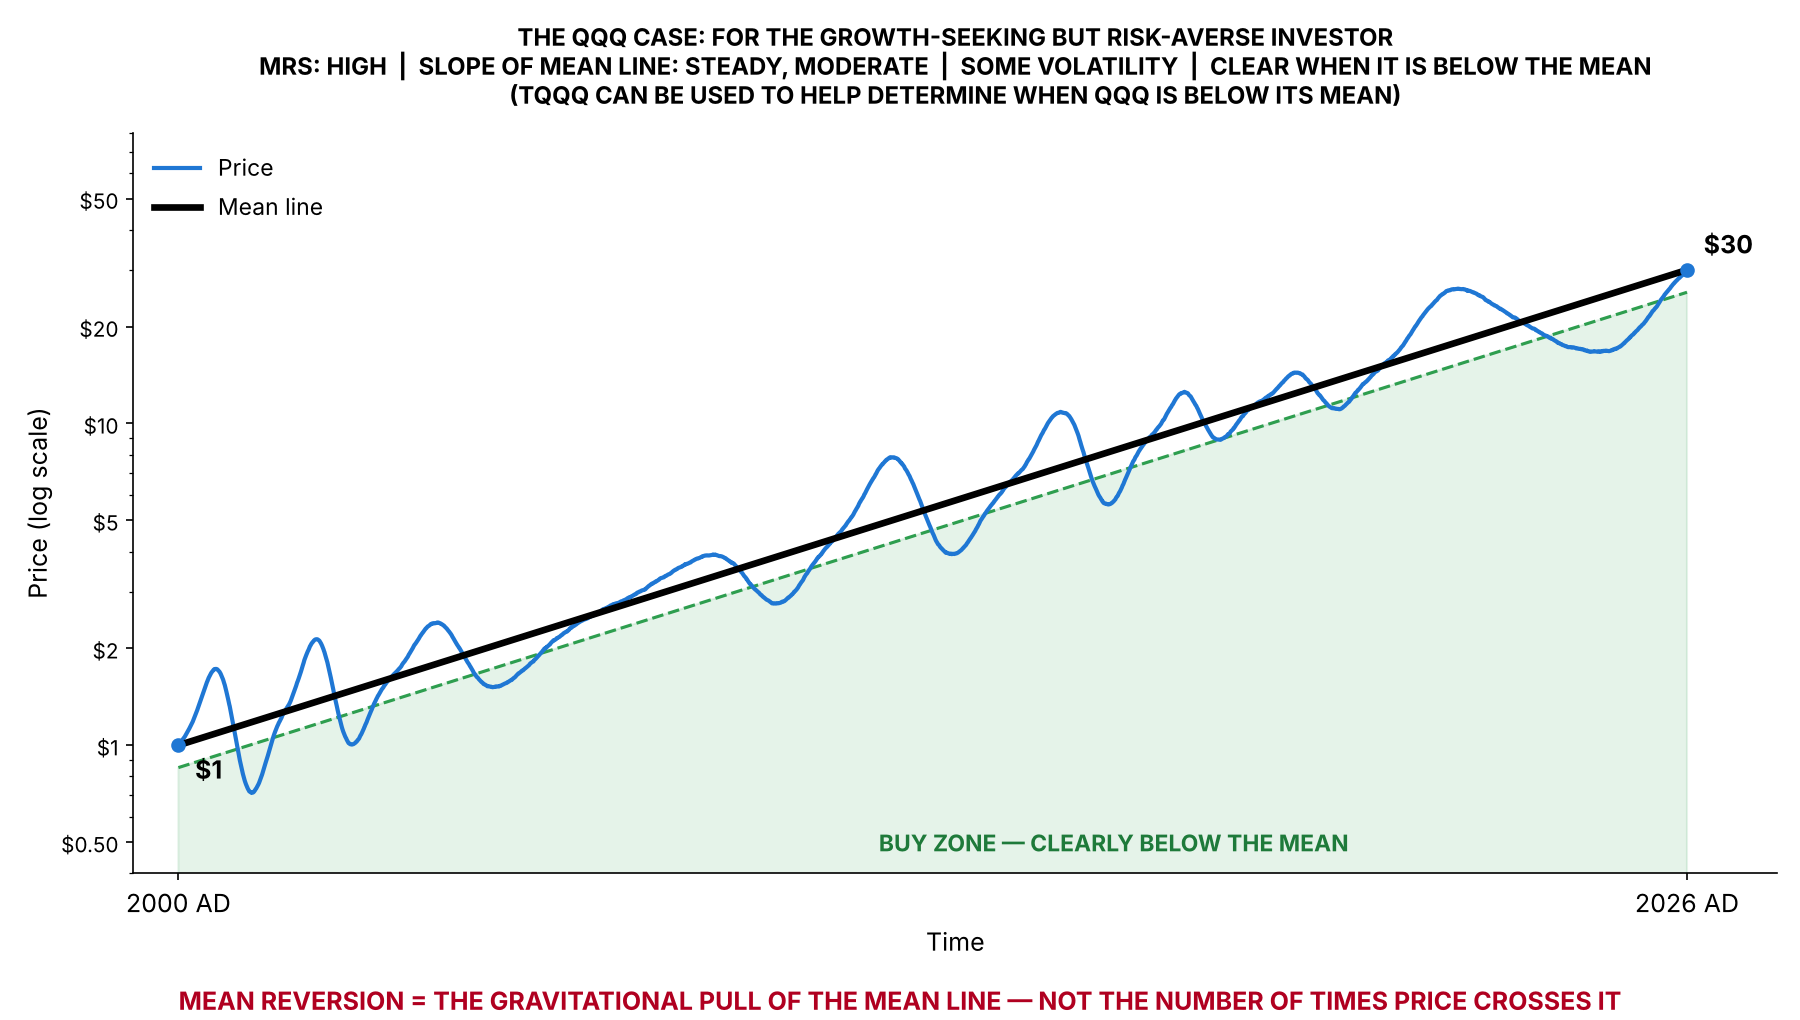 THE QQQ CASE: FOR THE GROWTH-SEEKING BUT RISK-AVERSE INVESTOR
MRS: HIGH | SLOPE OF MEAN LINE: STEADY, MODERATE | SOME VOLATILITY | CLEAR WHEN IT IS BELOW THE MEAN
(TQQQ CAN BE USED TO HELP DETERMINE WHEN QQQ IS BELOW ITS MEAN)
Price
Mean line
$50
$20
$10
$5
$2
$1
$0.50
Price (log scale)
$30
$1
BUY ZONE — CLEARLY BELOW THE MEAN
2000 AD
2026 AD
Time
MEAN REVERSION = THE GRAVITATIONAL PULL OF THE MEAN LINE — NOT THE NUMBER OF TIMES PRICE CROSSES IT